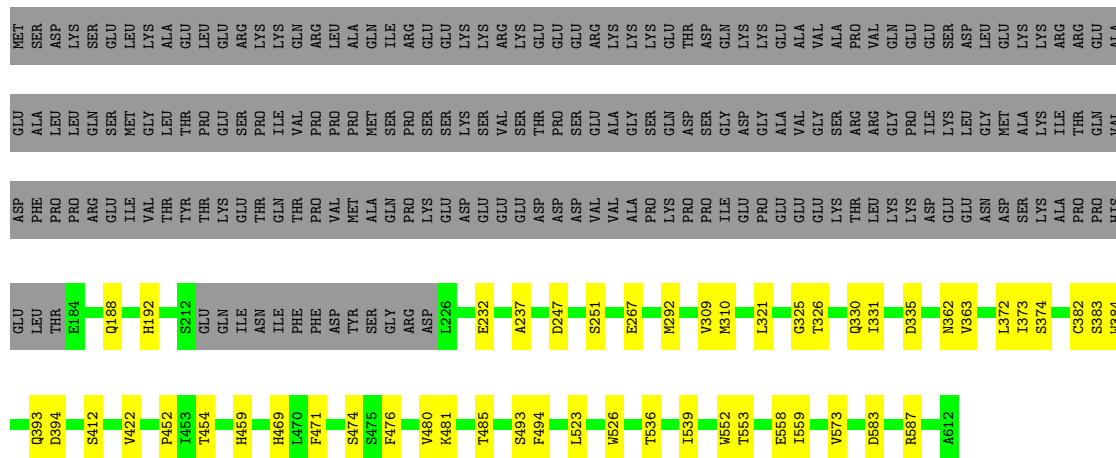 MET SER ASP LYS SER GLU LEU LYS ALA GLU LEU GLU ARG LYS LYS GLN ARG LEU ALA GLN ILE ARG GLU GLU LYS LYS ARG LYS GLU GLU GLU ARG LYS LYS LYS GLU THR ASP GLN LYS LYS GLU ALA VAL ALA PRO VAL GLN GLU GLU SER ASP LEU GLU LYS LYS ARG ARG GLU ALA
GLU ALA LEU LEU GLN SER MET GLY LEU THR PRO GLU SER PRO ILE VAL PRO PRO PRO MET SER PRO SER SER LYS SER VAL SER THR PRO SER GLU ALA GLY SER GLN ASP SER GLY ASP GLY ALA VAL GLY SER ARG ARG GLY PRO ILE LYS LEU GLY MET ALA LYS ILE THR GLN VAL
ASP PHE PRO PRO ARG GLU ILE VAL THR TYR THR LYS GLU THR GLN THR PRO VAL MET ALA GLN PRO LYS GLU ASP GLU GLU GLU ASP ASP ASP VAL VAL ALA PRO LYS PRO PRO ILE GLU PRO GLU GLU GLU LYS THR LEU LYS LYS ASP GLU GLU ASN ASP SER LYS ALA PRO PRO HIS
GLU LEU THR E184 Q188 H192 S212 GLU GLN ILE ASN ILE PHE PHE ASP TYR SER GLY ARG ASP L226 E232 A237 D247 S251 E267 M292 V309 M310 L321 G325 T326 Q330 I331 D335 N362 V363 L372 I373 S374 C382 S383 W384
Q393 D394 S412 V422 P452 I453 T454 H459 H469 L470 F471 S474 S475 F476 V480 K481 T485 S493 F494 L523 W526 T536 I539 W552 T553 E558 I559 V573 D583 R587 A612